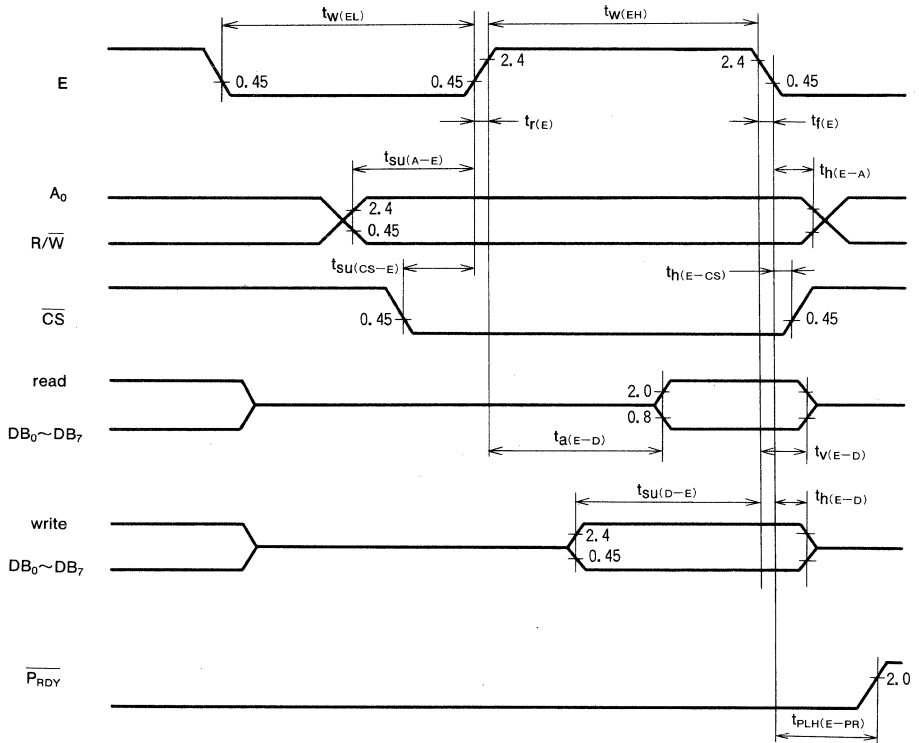 tw(EL) tw(EH)
E 0.45 0.45 2.4 2.4 0.45
tr(E) tf(E)
tsu(A-E) th(E-A)
A0
2.4
0.45
R/W̅
tsu(CS-E) th(E-CS)
C̅S̅ 0.45 0.45
read
2.0
0.8
DB0~DB7
ta(E-D) tv(E-D)
tsu(D-E) th(E-D)
write
2.4
0.45
DB0~DB7
P̅R̅D̅Y̅ 2.0
tPLH(E-PR)